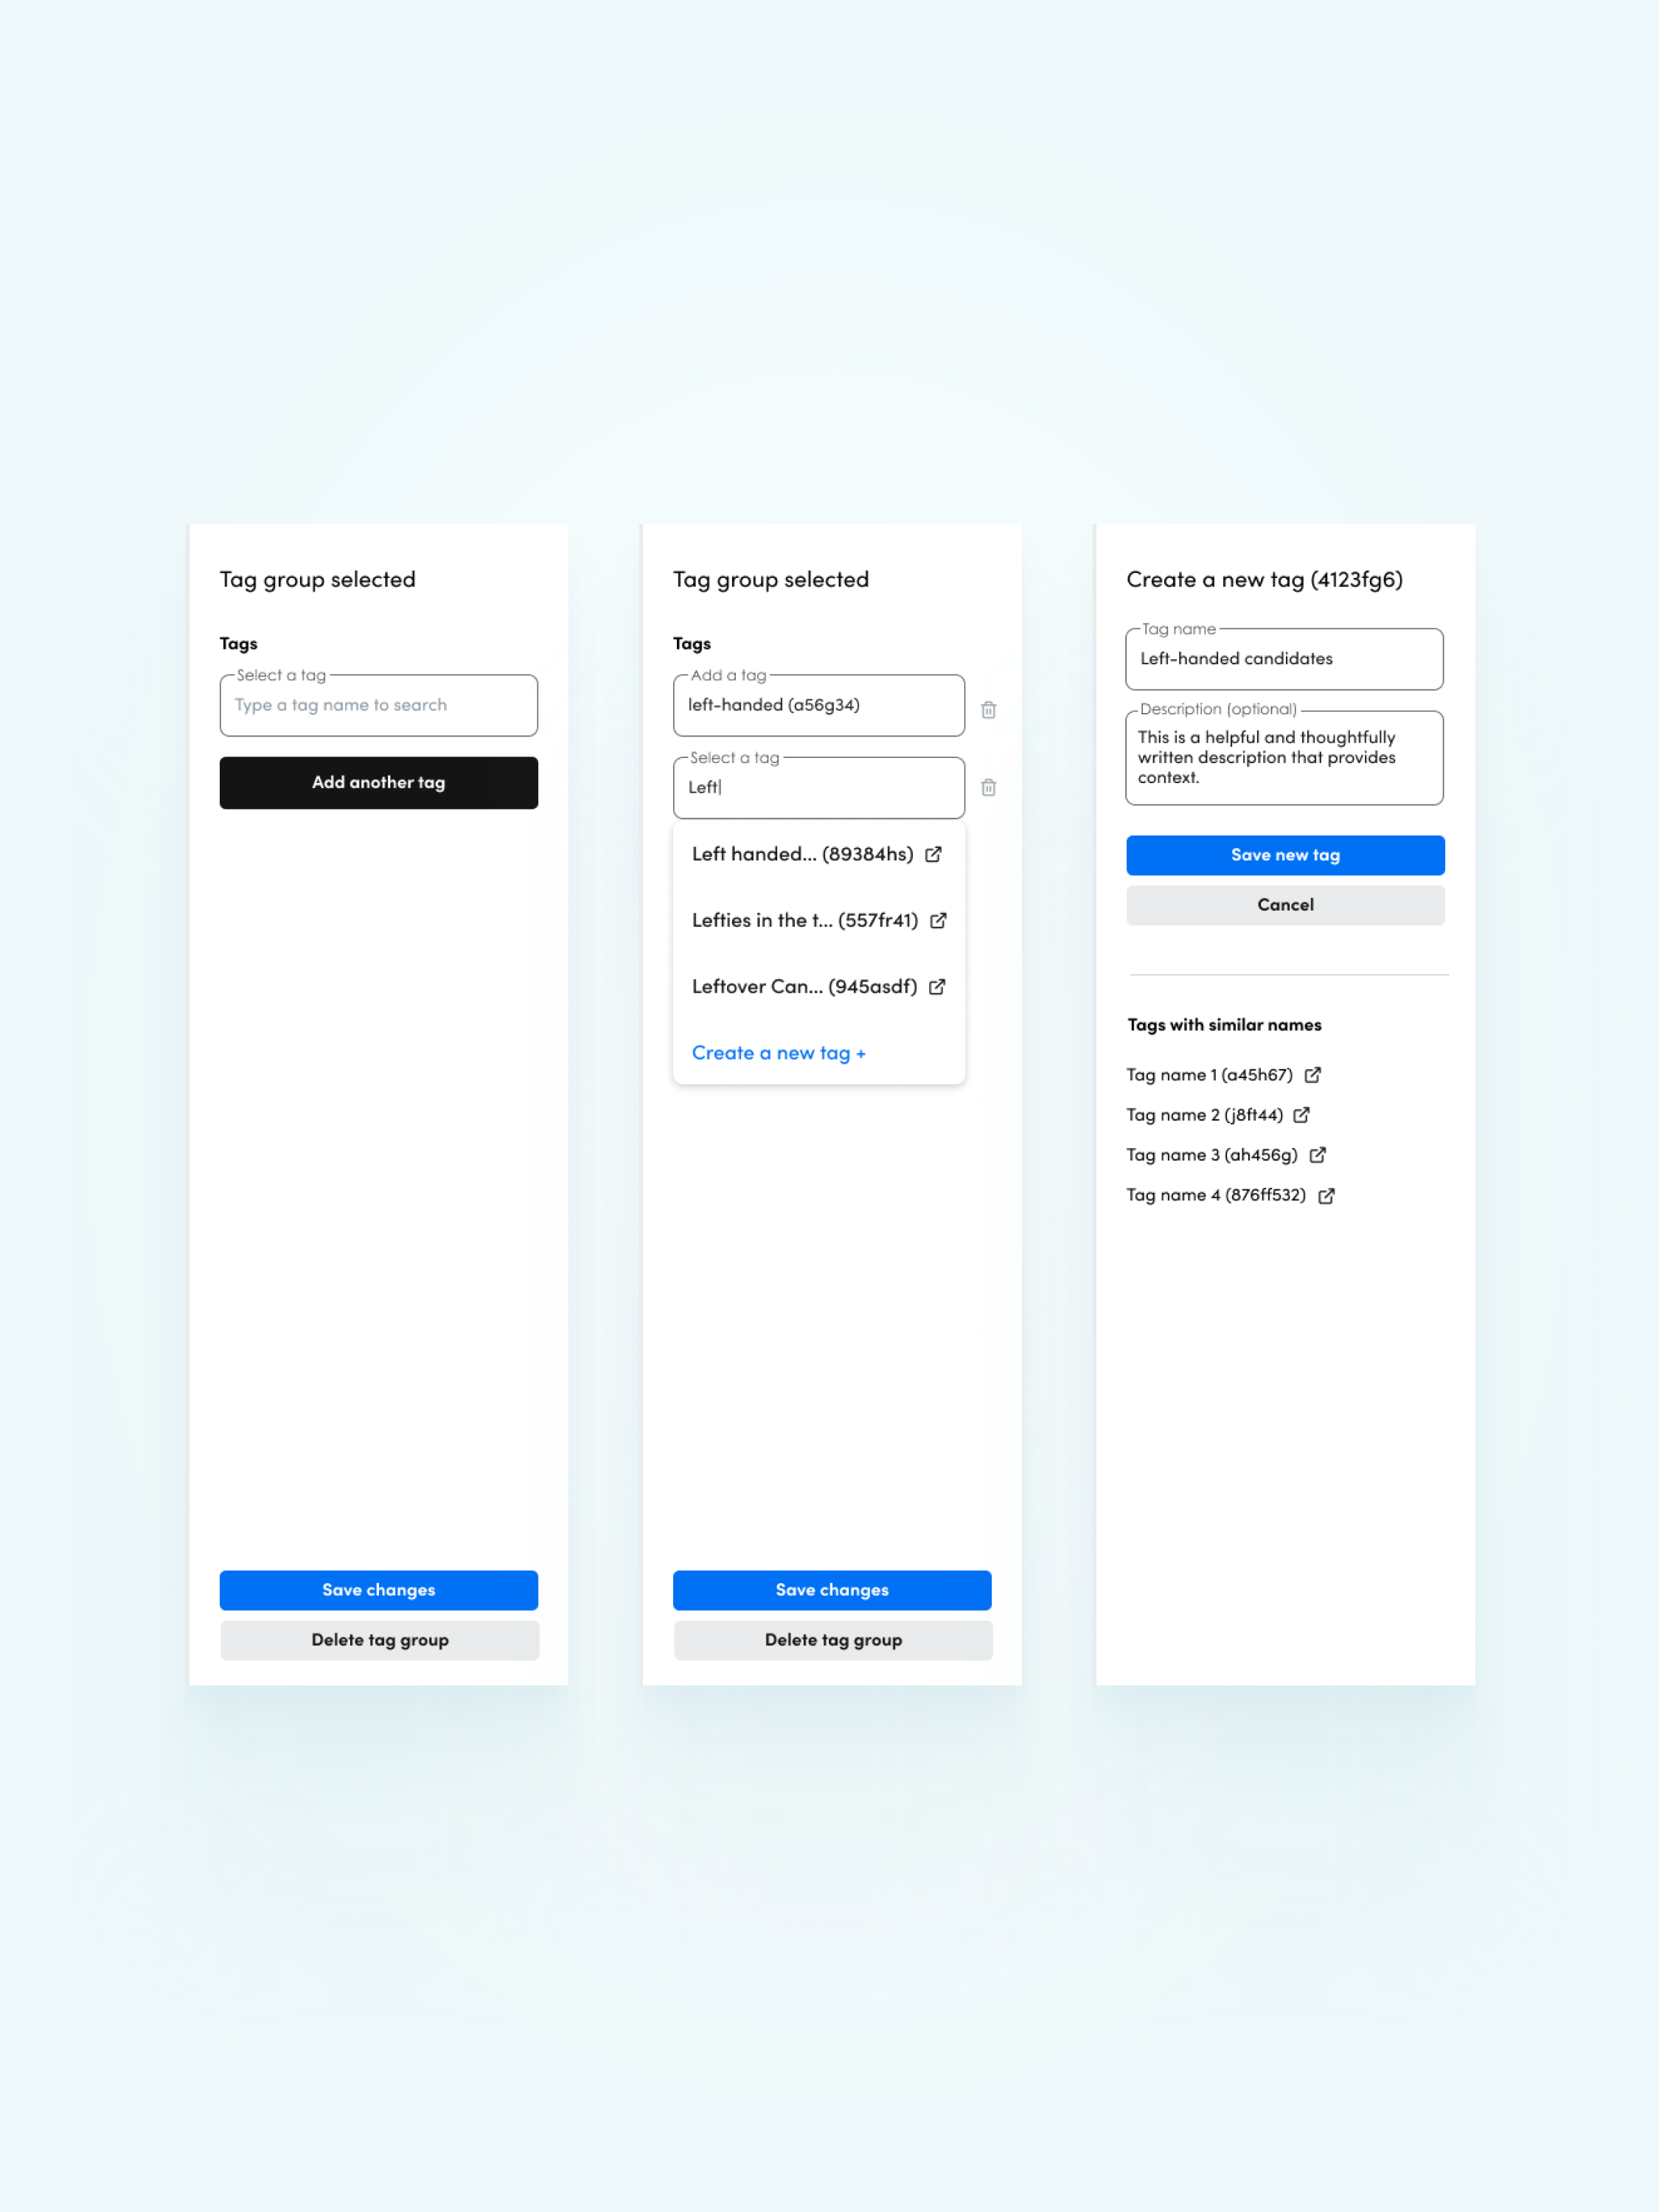 Tag group selected
Tags
Select a tag
Type a tag name to search
Add another tag
Save changes
Delete tag group
Tag group selected
Tags
Add a tag
left-handed (a56g34)
Select a tag
Left
Left handed... (89384hs)
Lefties in the t... (557fr41)
Leftover Can... (945asdf)
Create a new tag +
Save changes
Delete tag group
Create a new tag (4123fg6)
Tag name
Left-handed candidates
Description (optional)
This is a helpful and thoughtfully
written description that provides
context.
Save new tag
Cancel
Tags with similar names
Tag name 1 (a45h67)
Tag name 2 (j8ft44)
Tag name 3 (ah456g)
Tag name 4 (876ff532)